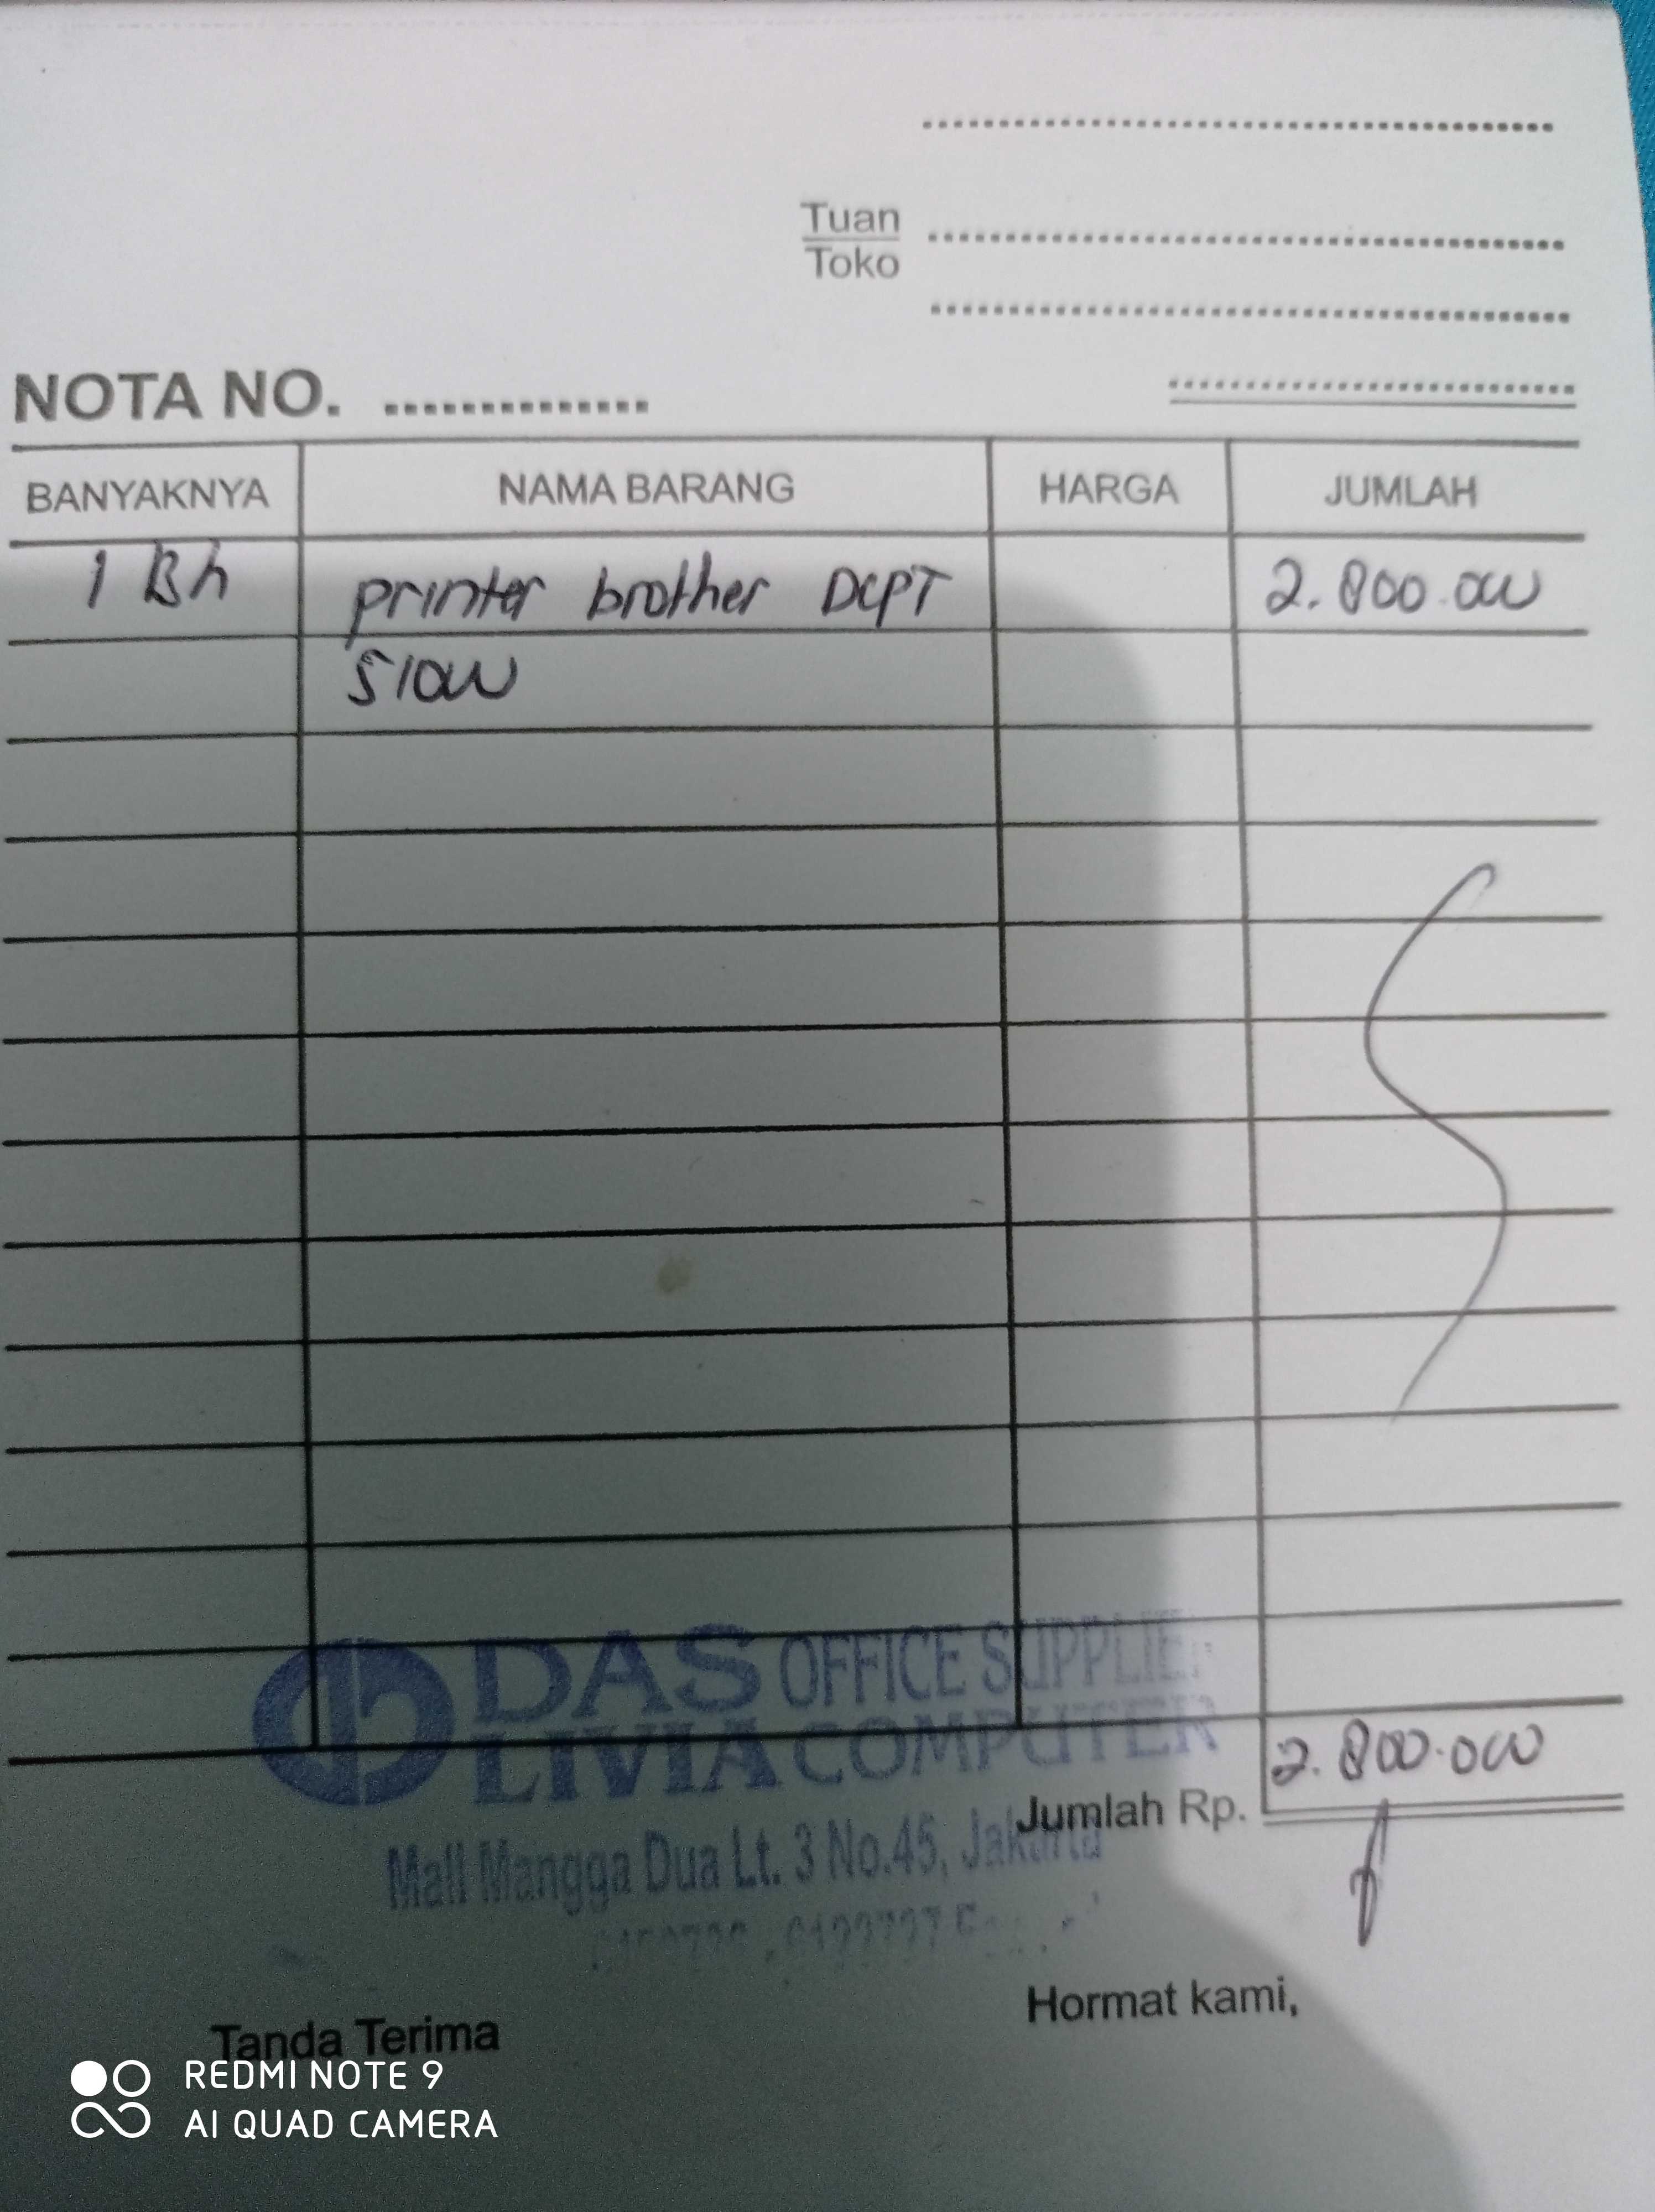 Tuan
Toko
NOTA NO.
BANYAKNYA NAMA BARANG HARGA JUMLAH
1 Bh printer brother DCPT 2.800.000
510W
DAS OFFICE SUPPLIE
LIVIA COMPUTER
2.800.000
Jumlah Rp.
Mall Mangga Dua Lt. 3 No.45, Jakarta
Hormat kami,
Tanda Terima
REDMI NOTE 9
AI QUAD CAMERA